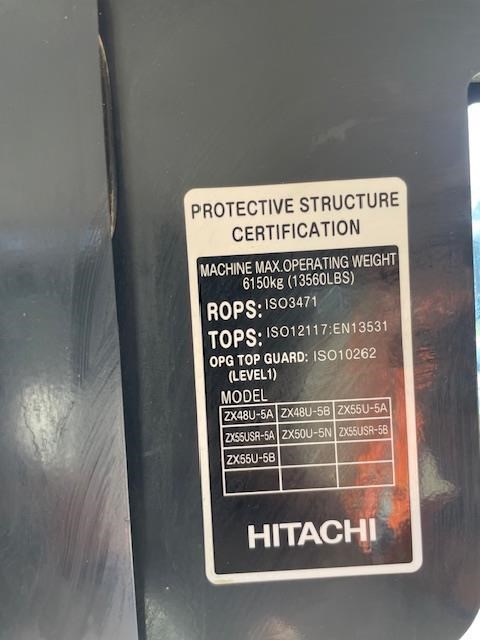 PROTECTIVE STRUCTURE
CERTIFICATION
MACHINE MAX.OPERATING WEIGHT
6150kg (13560LBS)
ROPS: ISO3471
TOPS: ISO12117:EN13531
OPG TOP GUARD: ISO10262
(LEVEL1)
MODEL
ZX48U-5A ZX48U-5B ZX55U-5A
ZX55USR-5A ZX50U-5N ZX55USR-5B
ZX55U-5B
HITACHI